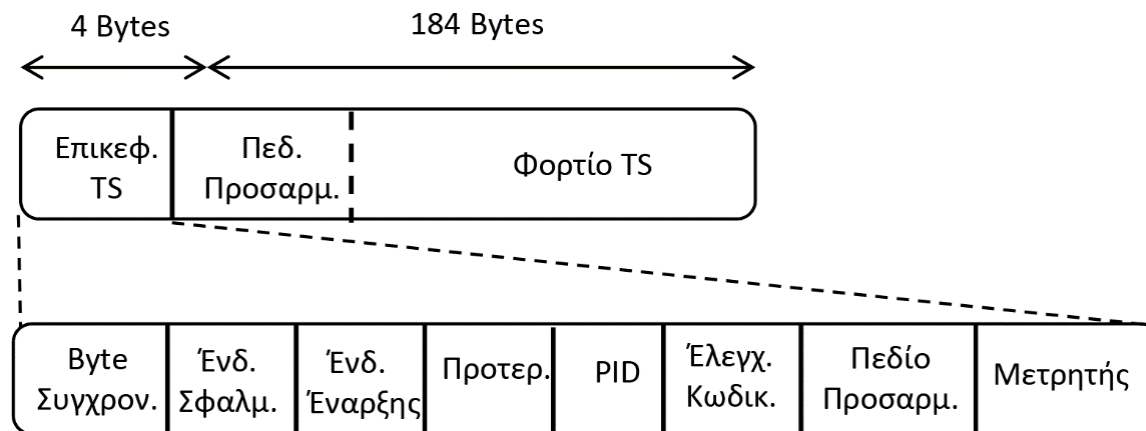 4 Bytes
184 Bytes
Επικεφ.
TS
Πεδ.
Προσαρμ.
Φορτίο TS
Byte
Συγχρον.
Ένδ.
Σφαλμ.
Ένδ.
Έναρξης
Προτερ.
PID
Έλεγχ.
Κωδικ.
Πεδίο
Προσαρμ.
Μετρητής